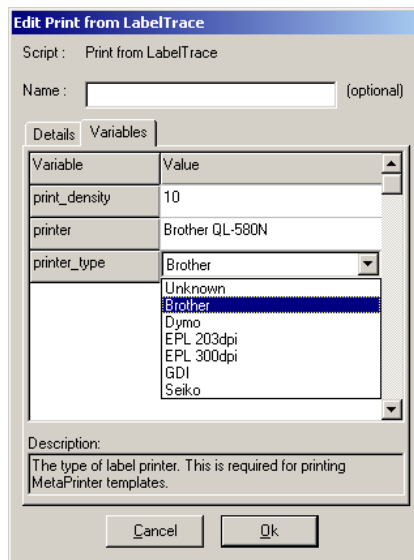 Edit Print from LabelTrace
Script : Print from LabelTrace
Name : (optional)
Details Variables
Variable Value
print_density 10
printer Brother QL-580N
printer_type Brother
Unknown
Brother
Dymo
EPL 203dpi
EPL 300dpi
GDI
Seiko
Description:
The type of label printer. This is required for printing
MetaPrinter templates.
Cancel Ok